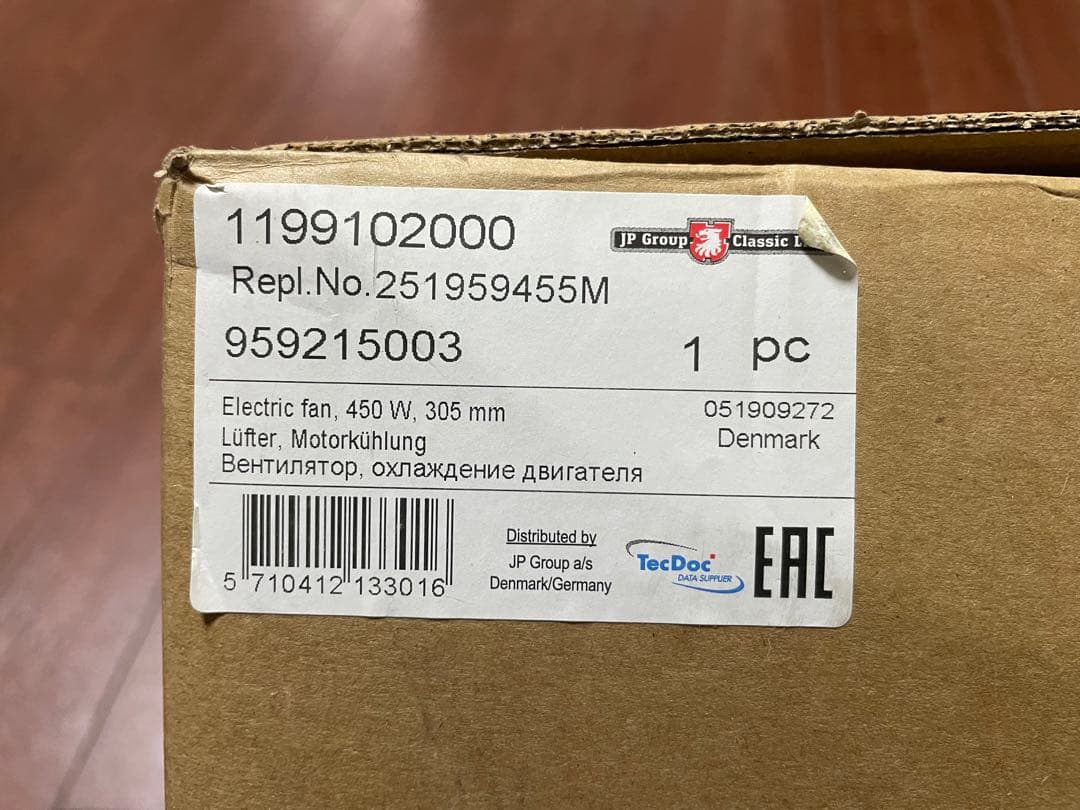 1199102000
JP Group Classic
Repl.No.251959455M
959215003
1 pc
Electric fan, 450 W, 305 mm
051909272
Lüfter, Motorkühlung
Denmark
Вентилятор, охлаждение двигателя
Distributed by
JP Group a/s
Denmark/Germany
TecDoc
DATA SUPPLIER
EAC
5 710412 133016